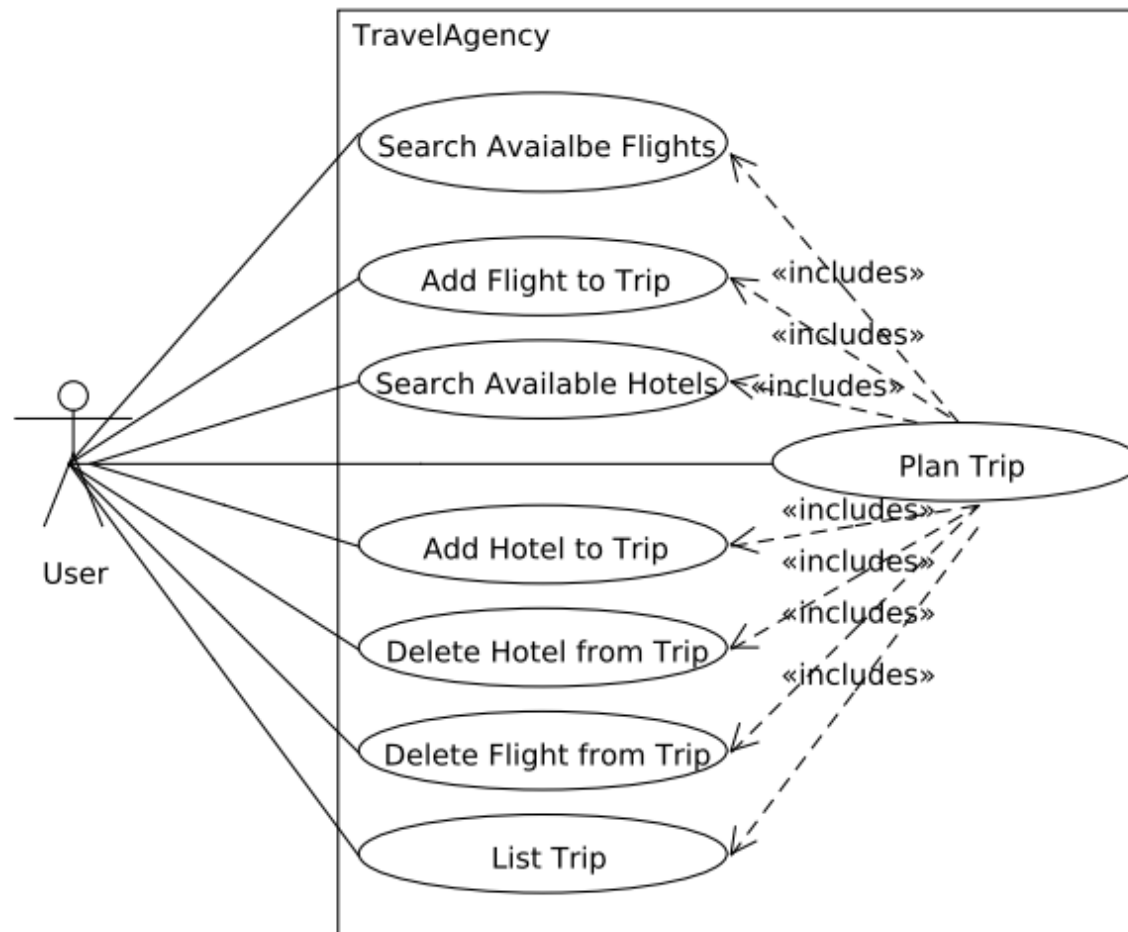 TravelAgency
Search Avaialbe Flights
«includes»
Add Flight to Trip
«includes»
Search Available Hotels
«includes»
Plan Trip
«includes»
Add Hotel to Trip
«includes»
User
«includes»
Delete Hotel from Trip
«includes»
Delete Flight from Trip
List Trip